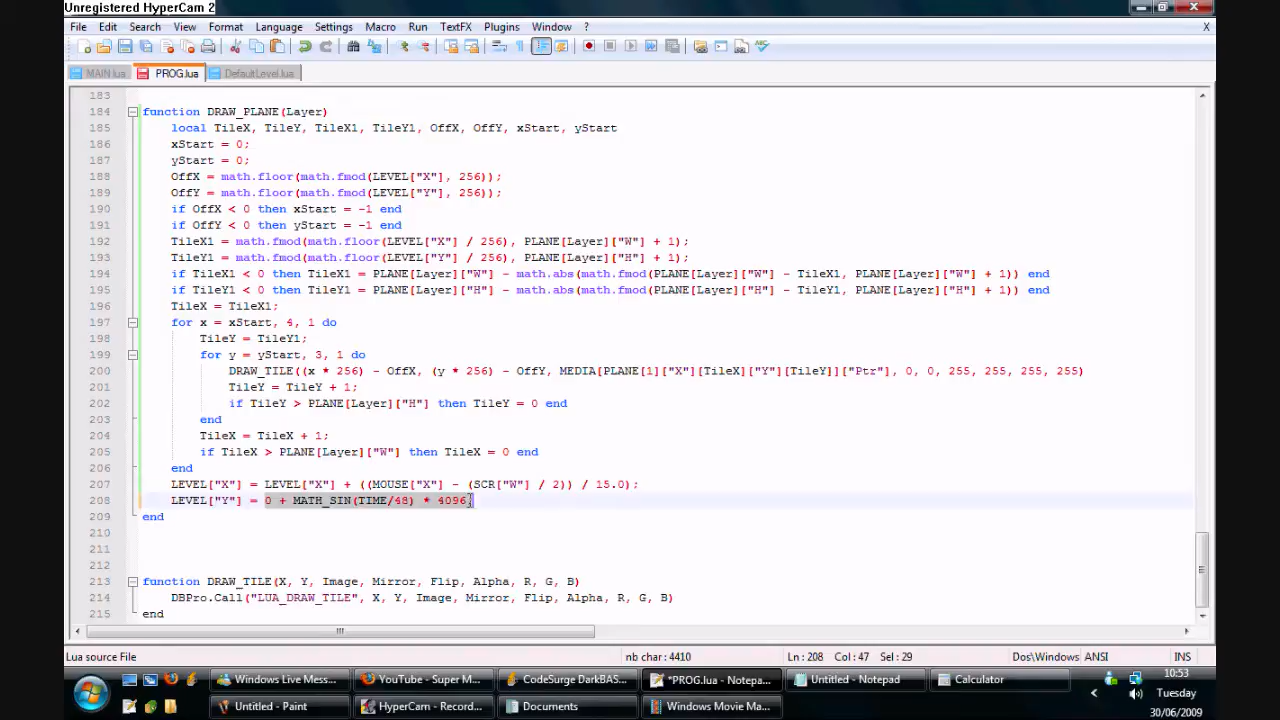 Unregistered HyperCam 2
File Edit Search View Format Language Settings Macro Run TextFX Plugins Window ? X
MAIN.lua PROG.lua DefaultLevel.lua
183
184 function DRAW_PLANE(Layer)
185 local TileX, TileY, TileX1, TileY1, OffX, OffY, xStart, yStart
186 xStart = 0;
187 yStart = 0;
188 OffX = math.floor(math.fmod(LEVEL["X"], 256));
189 OffY = math.floor(math.fmod(LEVEL["Y"], 256));
190 if OffX < 0 then xStart = -1 end
191 if OffY < 0 then yStart = -1 end
192 TileX1 = math.fmod(math.floor(LEVEL["X"] / 256), PLANE[Layer]["W"] + 1);
193 TileY1 = math.fmod(math.floor(LEVEL["Y"] / 256), PLANE[Layer]["H"] + 1);
194 if TileX1 < 0 then TileX1 = PLANE[Layer]["W"] - math.abs(math.fmod(PLANE[Layer]["W"] - TileX1, PLANE[Layer]["W"] + 1)) end
195 if TileY1 < 0 then TileY1 = PLANE[Layer]["H"] - math.abs(math.fmod(PLANE[Layer]["H"] - TileY1, PLANE[Layer]["H"] + 1)) end
196 TileX = TileX1;
197 for x = xStart, 4, 1 do
198 TileY = TileY1;
199 for y = yStart, 3, 1 do
200 DRAW_TILE((x * 256) - OffX, (y * 256) - OffY, MEDIA[PLANE[1]["X"][TileX]["Y"][TileY]]["Ptr"], 0, 0, 255, 255, 255, 255)
201 TileY = TileY + 1;
202 if TileY > PLANE[Layer]["H"] then TileY = 0 end
203 end
204 TileX = TileX + 1;
205 if TileX > PLANE[Layer]["W"] then TileX = 0 end
206 end
207 LEVEL["X"] = LEVEL["X"] + ((MOUSE["X"] - (SCR["W"] / 2)) / 15.0);
208 LEVEL["Y"] = 0 + MATH_SIN(TIME/48) * 4096;
209 end
210
211
212
213 function DRAW_TILE(X, Y, Image, Mirror, Flip, Alpha, R, G, B)
214 DBPro.Call("LUA_DRAW_TILE", X, Y, Image, Mirror, Flip, Alpha, R, G, B)
215 end
Lua source File nb char : 4410 Ln : 208 Col : 47 Sel : 29 Dos\Windows ANSI INS
Windows Live Mess... YouTube - Super M... CodeSurge DarkBAS... *PROG.lua - Notepa... Untitled - Notepad Calculator 10:53
Tuesday
Untitled - Paint HyperCam - Record... Documents Windows Movie Ma... 30/06/2009